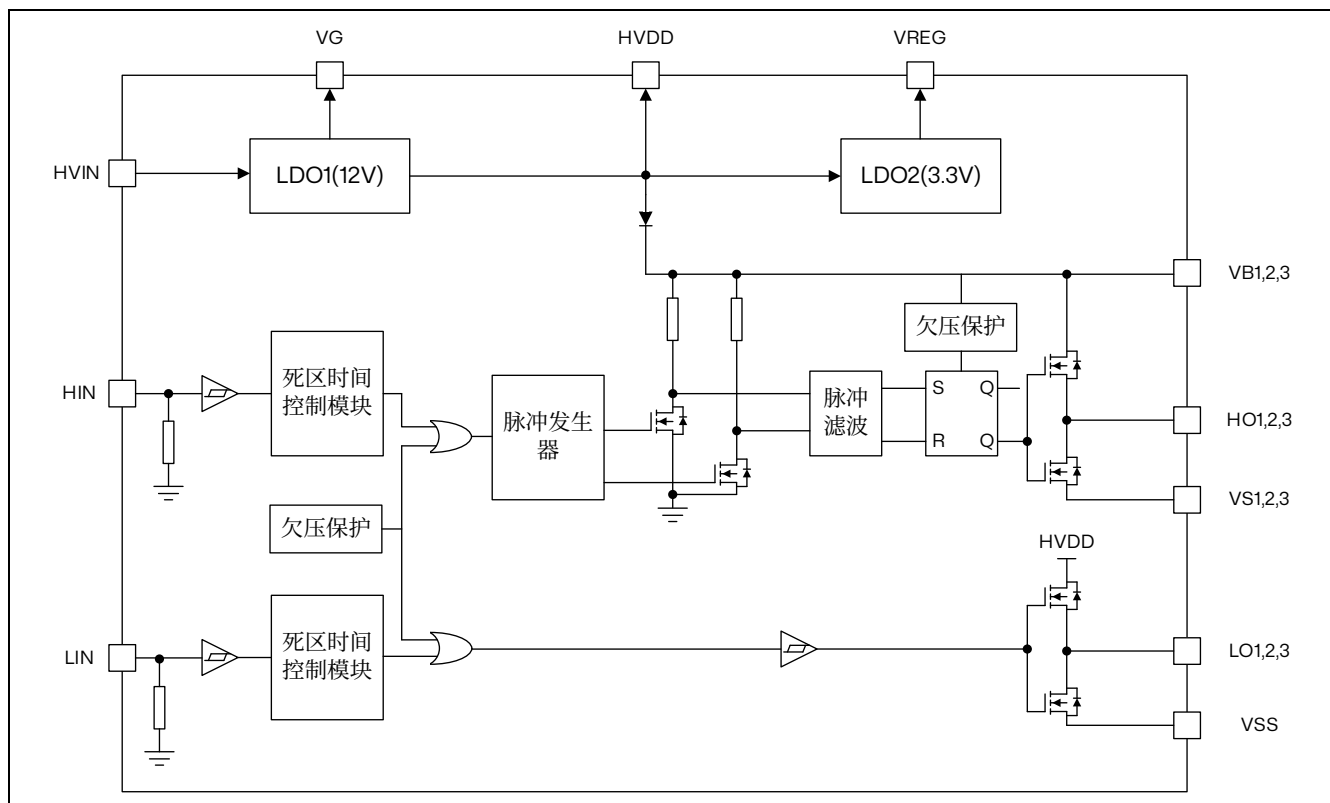 VG
HVDD
VREG
HVIN
LDO1(12V)
LDO2(3.3V)
VB1,2,3
欠压保护
HIN
死区时间
控制模块
脉冲发生
器
脉冲
滤波
S
Q
R
Q
HO1,2,3
VS1,2,3
欠压保护
HVDD
LIN
死区时间
控制模块
LO1,2,3
VSS